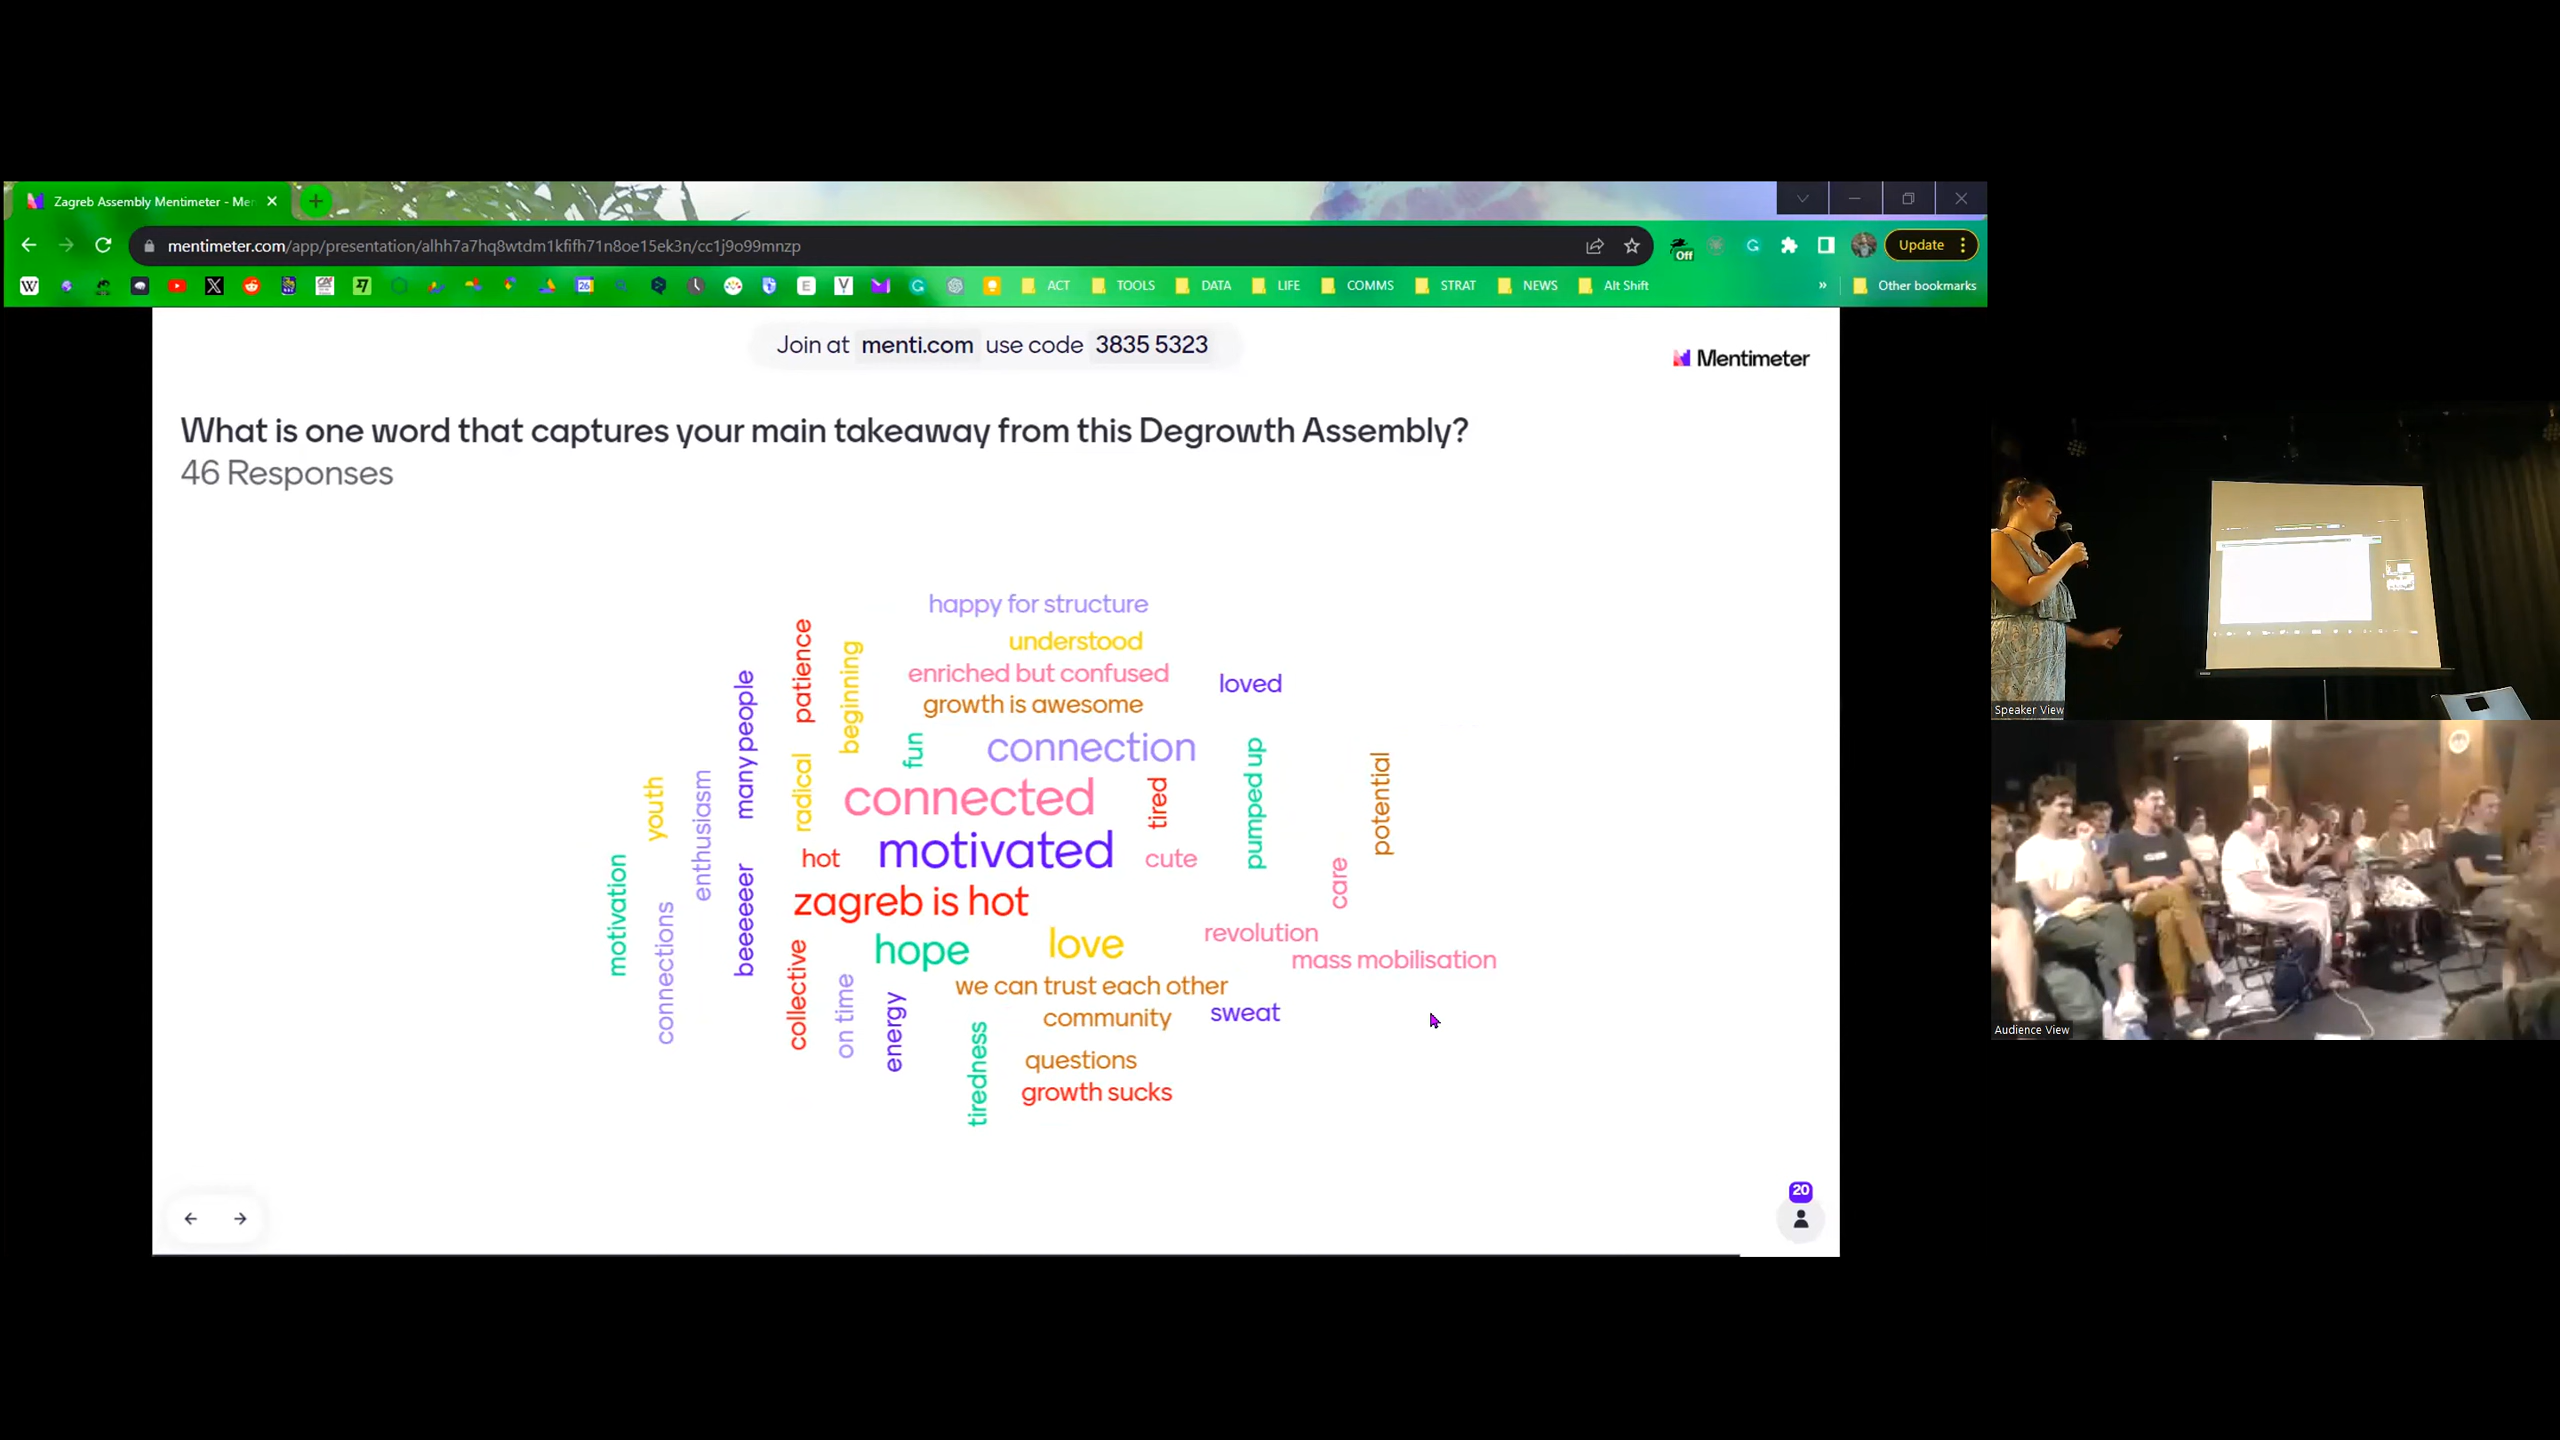 Zagreb Assembly Mentimeter - Me
mentimeter.com/app/presentation/alhh7a7hq8wtdm1kfifh71n8oe15ek3n/cc1j9o99mnzp
Off
Update
ACT
TOOLS
DATA
LIFE
COMMS
STRAT
NEWS
Alt Shift
Other bookmarks
Join at menti.com use code 3835 5323
Mentimeter
What is one word that captures your main takeaway from this Degrowth Assembly?
46 Responses
happy for structure
understood
enriched but confused
growth is awesome
loved
patience
beginning
many people
fun
connection
radical
connected
tired
pumped up
potential
youth
enthusiasm
motivated
hot
cute
care
motivation
connections
beeeeeer
zagreb is hot
collective
hope
love
revolution
mass mobilisation
on time
energy
we can trust each other
sweat
community
tiredness
questions
growth sucks
20
Speaker View
Audience View